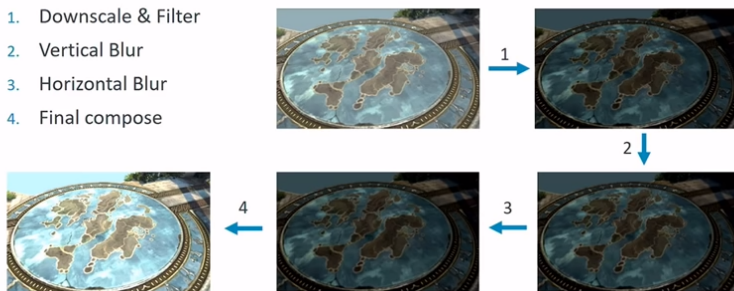 1. Downscale & Filter
2. Vertical Blur
3. Horizontal Blur
4. Final compose
1
2
3
4